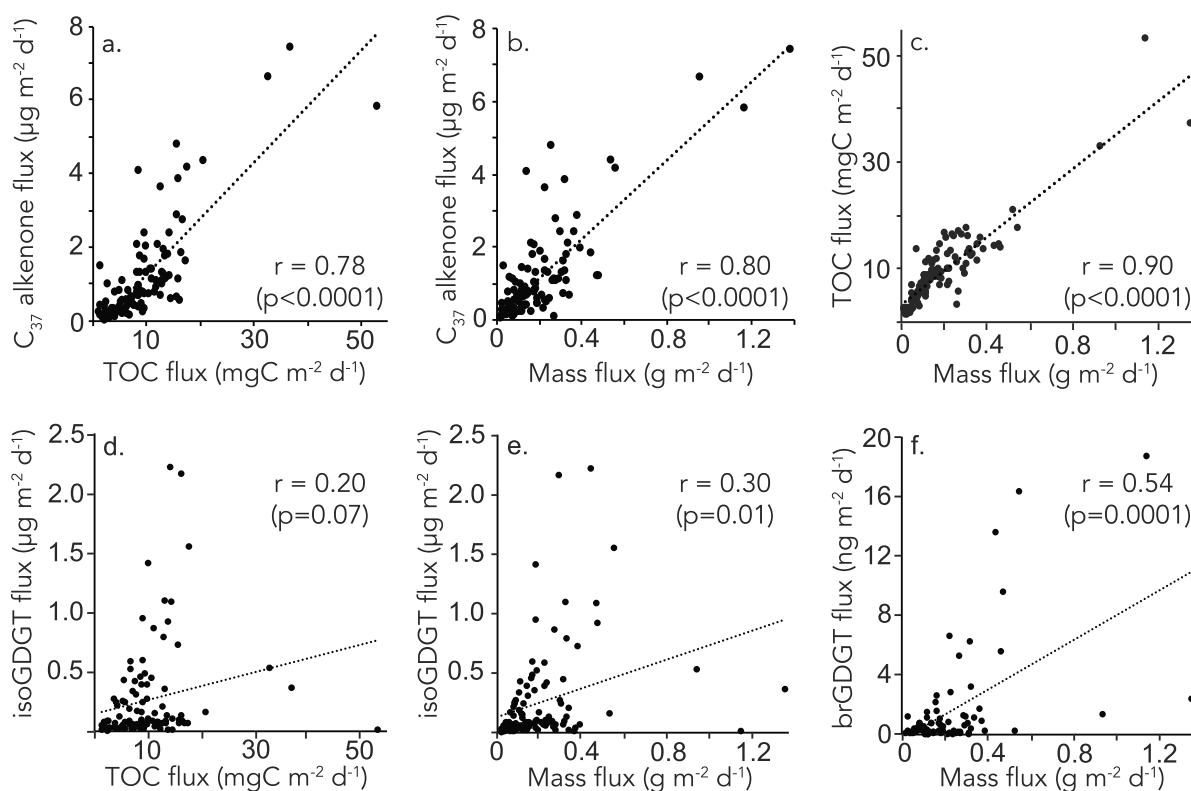 a.
C₃₇ alkenone flux (µg m⁻² d⁻¹)
8
6
4
2
0
r = 0.78
(p<0.0001)
10 30 50
TOC flux (mgC m⁻² d⁻¹)
b.
C₃₇ alkenone flux (µg m⁻² d⁻¹)
8
6
4
2
0
r = 0.80
(p<0.0001)
0 0.4 0.8 1.2
Mass flux (g m⁻² d⁻¹)
c.
TOC flux (mgC m⁻² d⁻¹)
50
30
10
r = 0.90
(p<0.0001)
0 0.4 0.8 1.2
Mass flux (g m⁻² d⁻¹)
d.
isoGDGT flux (µg m⁻² d⁻¹)
2.5
2.0
1.5
1.0
0.5
r = 0.20
(p=0.07)
10 30 50
TOC flux (mgC m⁻² d⁻¹)
e.
isoGDGT flux (µg m⁻² d⁻¹)
2.5
2.0
1.5
1.0
0.5
r = 0.30
(p=0.01)
0 0.4 0.8 1.2
Mass flux (g m⁻² d⁻¹)
f.
brGDGT flux (ng m⁻² d⁻¹)
20
16
12
8
4
0
r = 0.54
(p=0.0001)
0 0.4 0.8 1.2
Mass flux (g m⁻² d⁻¹)